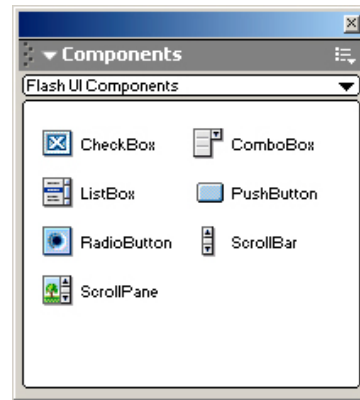 Components
Flash UI Components
CheckBox
ComboBox
ListBox
PushButton
RadioButton
ScrollBar
ScrollPane